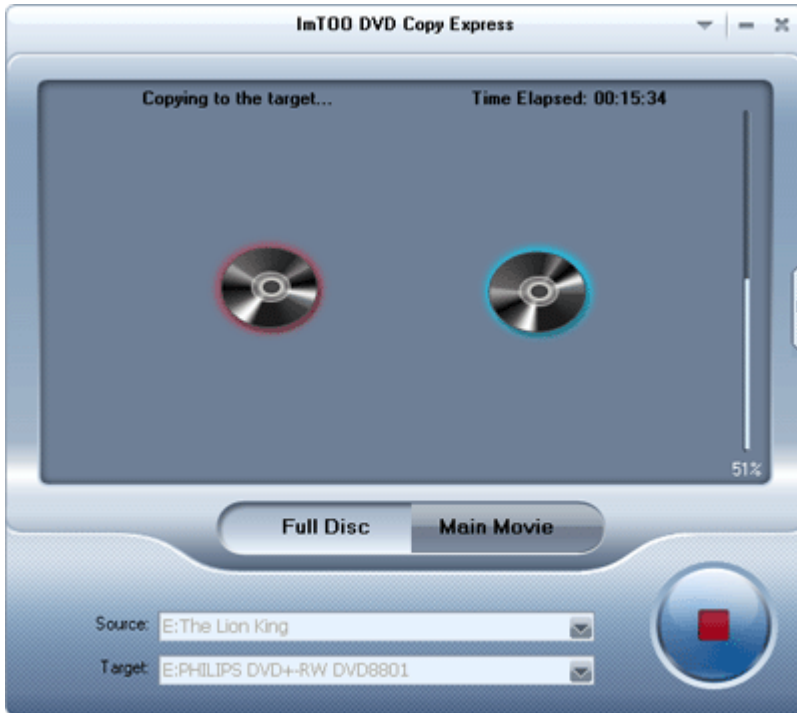 ImTOO DVD Copy Express
Copying to the target... Time Elapsed: 00:15:34
51%
Full Disc Main Movie
Source: E:The Lion King
Target: E:PHILIPS DVD+-RW DVD8801